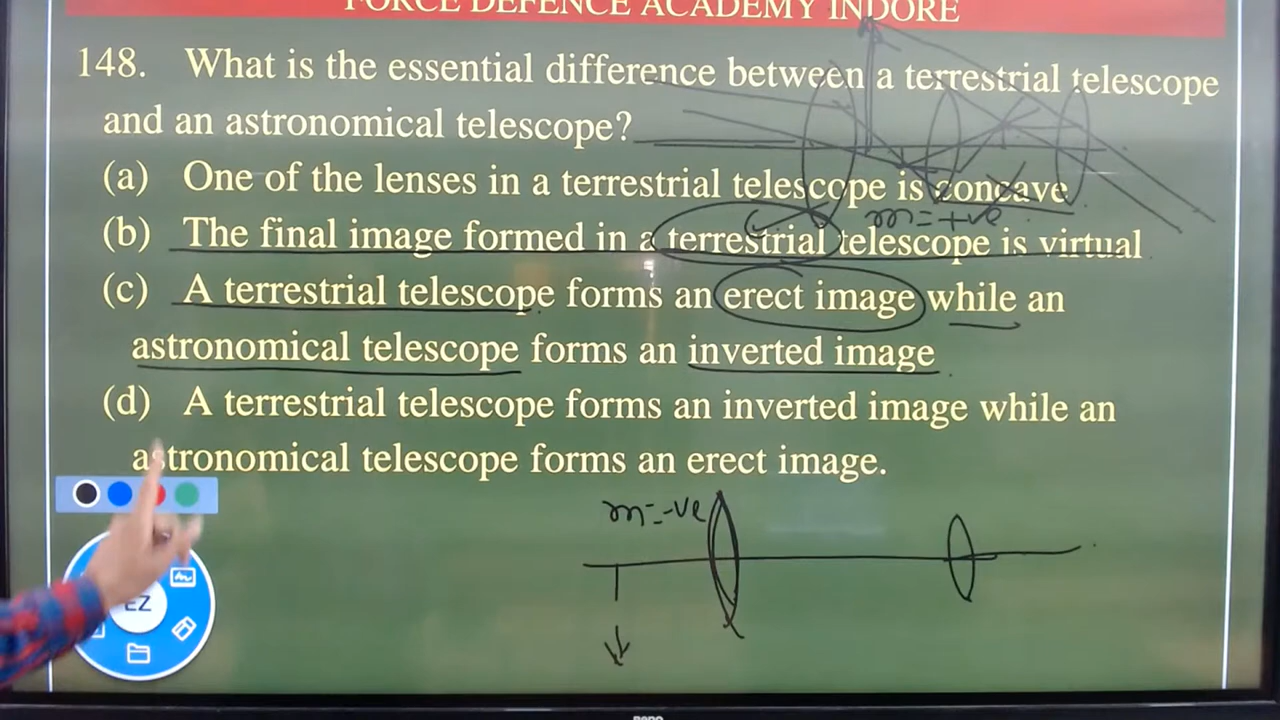 FORCE DEFENCE ACADEMY INDORE
148. What is the essential difference between a terrestrial telescope
and an astronomical telescope?
(a) One of the lenses in a terrestrial telescope is concave
m=+ve
(b) The final image formed in a terrestrial telescope is virtual
(c) A terrestrial telescope forms an erect image while an
astronomical telescope forms an inverted image
(d) A terrestrial telescope forms an inverted image while an
astronomical telescope forms an erect image.
m=-ve
EZ